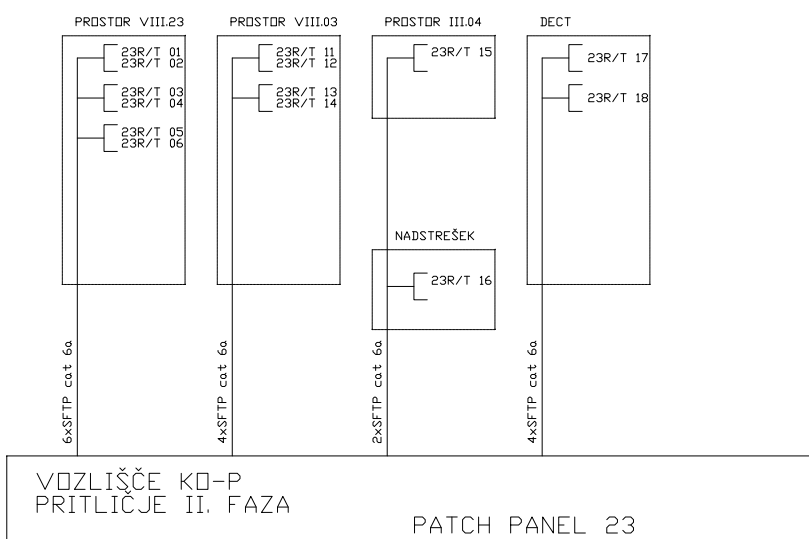 PROSTOR VIII.23
23R/T 01
23R/T 02
23R/T 03
23R/T 04
23R/T 05
23R/T 06
6xSFTP cat 6a
PROSTOR VIII.03
23R/T 11
23R/T 12
23R/T 13
23R/T 14
4xSFTP cat 6a
PROSTOR III.04
23R/T 15
NADSTREŠEK
23R/T 16
2xSFTP cat 6a
DECT
23R/T 17
23R/T 18
4xSFTP cat 6a
VOZLIŠČE KO-P
PRITLIČJE II. FAZA
PATCH PANEL 23